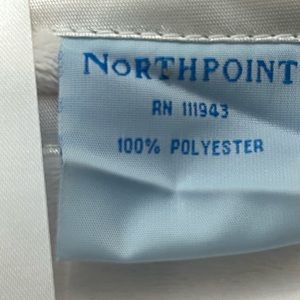 NORTHPOINT
RN 111943
100% POLYESTER